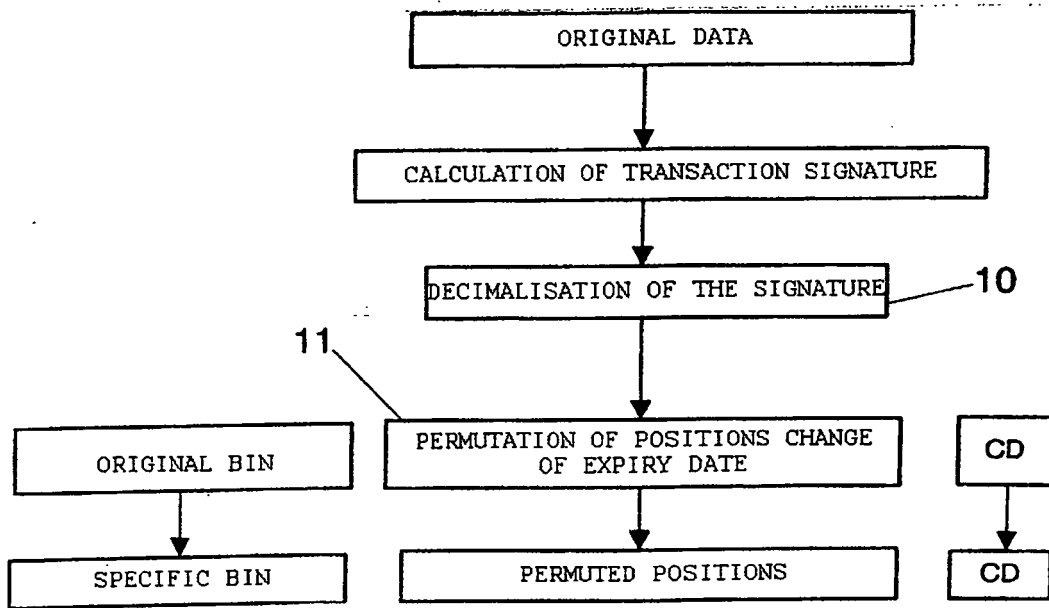 ORIGINAL DATA
CALCULATION OF TRANSACTION SIGNATURE
DECIMALISATION OF THE SIGNATURE
10
11
ORIGINAL BIN
PERMUTATION OF POSITIONS CHANGE
OF EXPIRY DATE
CD
SPECIFIC BIN
PERMUTED POSITIONS
CD